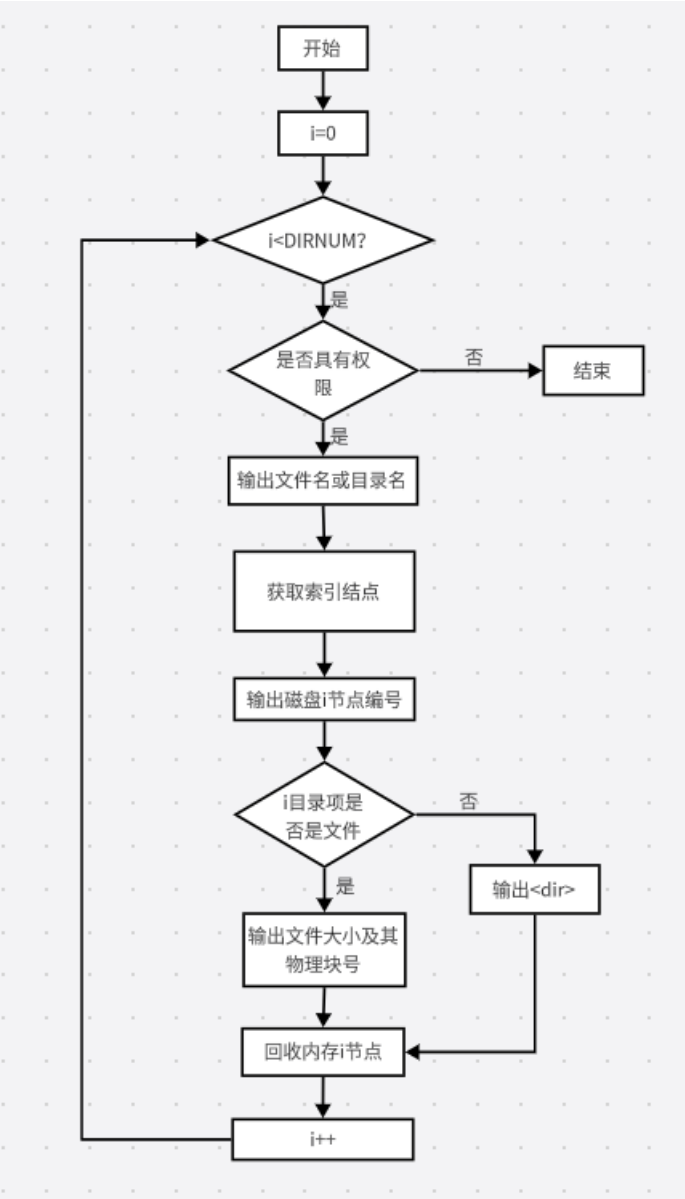 开始
i=0
i<DIRNUM？
是
是否具有权
限
否
结束
是
输出文件名或目录名
获取索引结点
输出磁盘i节点编号
i目录项是
否是文件
否
输出<dir>
是
输出文件大小及其
物理块号
回收内存i节点
i++